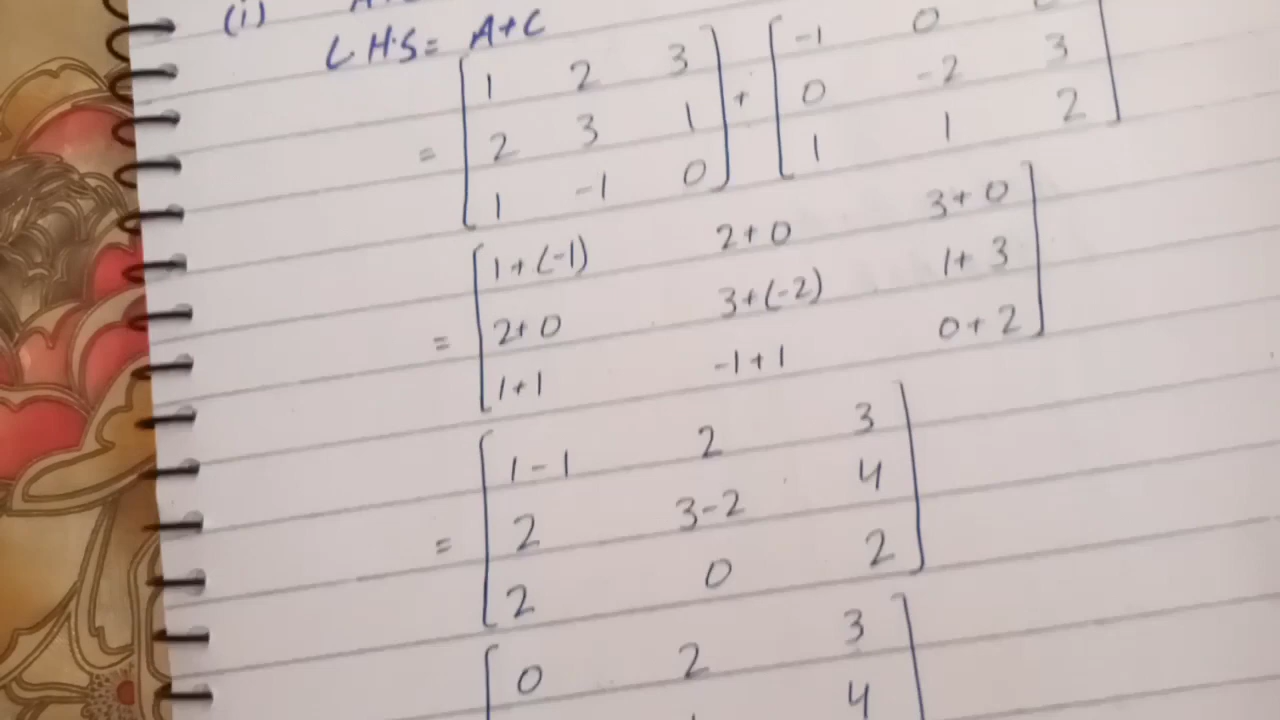 (i)
L.H.S = A+C
= [1 2 3] + [-1 0
[2 3 1] [0 -2 3]
[1 -1 0] [1 1 2]
= [1+(-1) 2+0 3+0]
[2+0 3+(-2) 1+3]
[1+1 -1+1 0+2]
= [1-1 2 3]
[2 3-2 4]
[2 0 2]
[0 2 3]
4